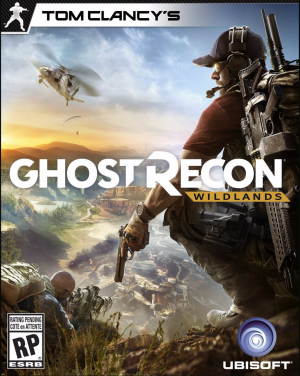 TOM CLANCY'S
GHOST RECON
WILDLANDS
RATING PENDING
COTE en ATTENTE
RP
ESRB
UBISOFT